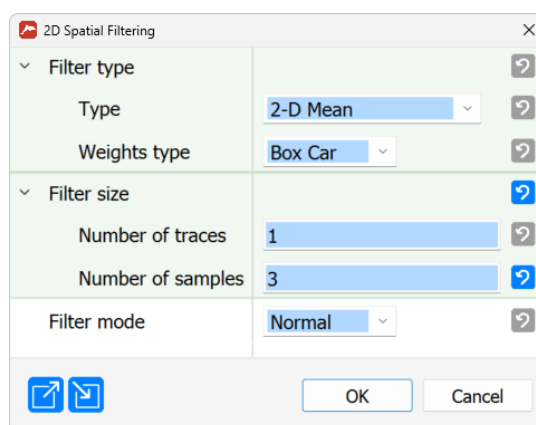 2D Spatial Filtering
Filter type
Type 2-D Mean
Weights type Box Car
Filter size
Number of traces 1
Number of samples 3
Filter mode Normal
OK Cancel